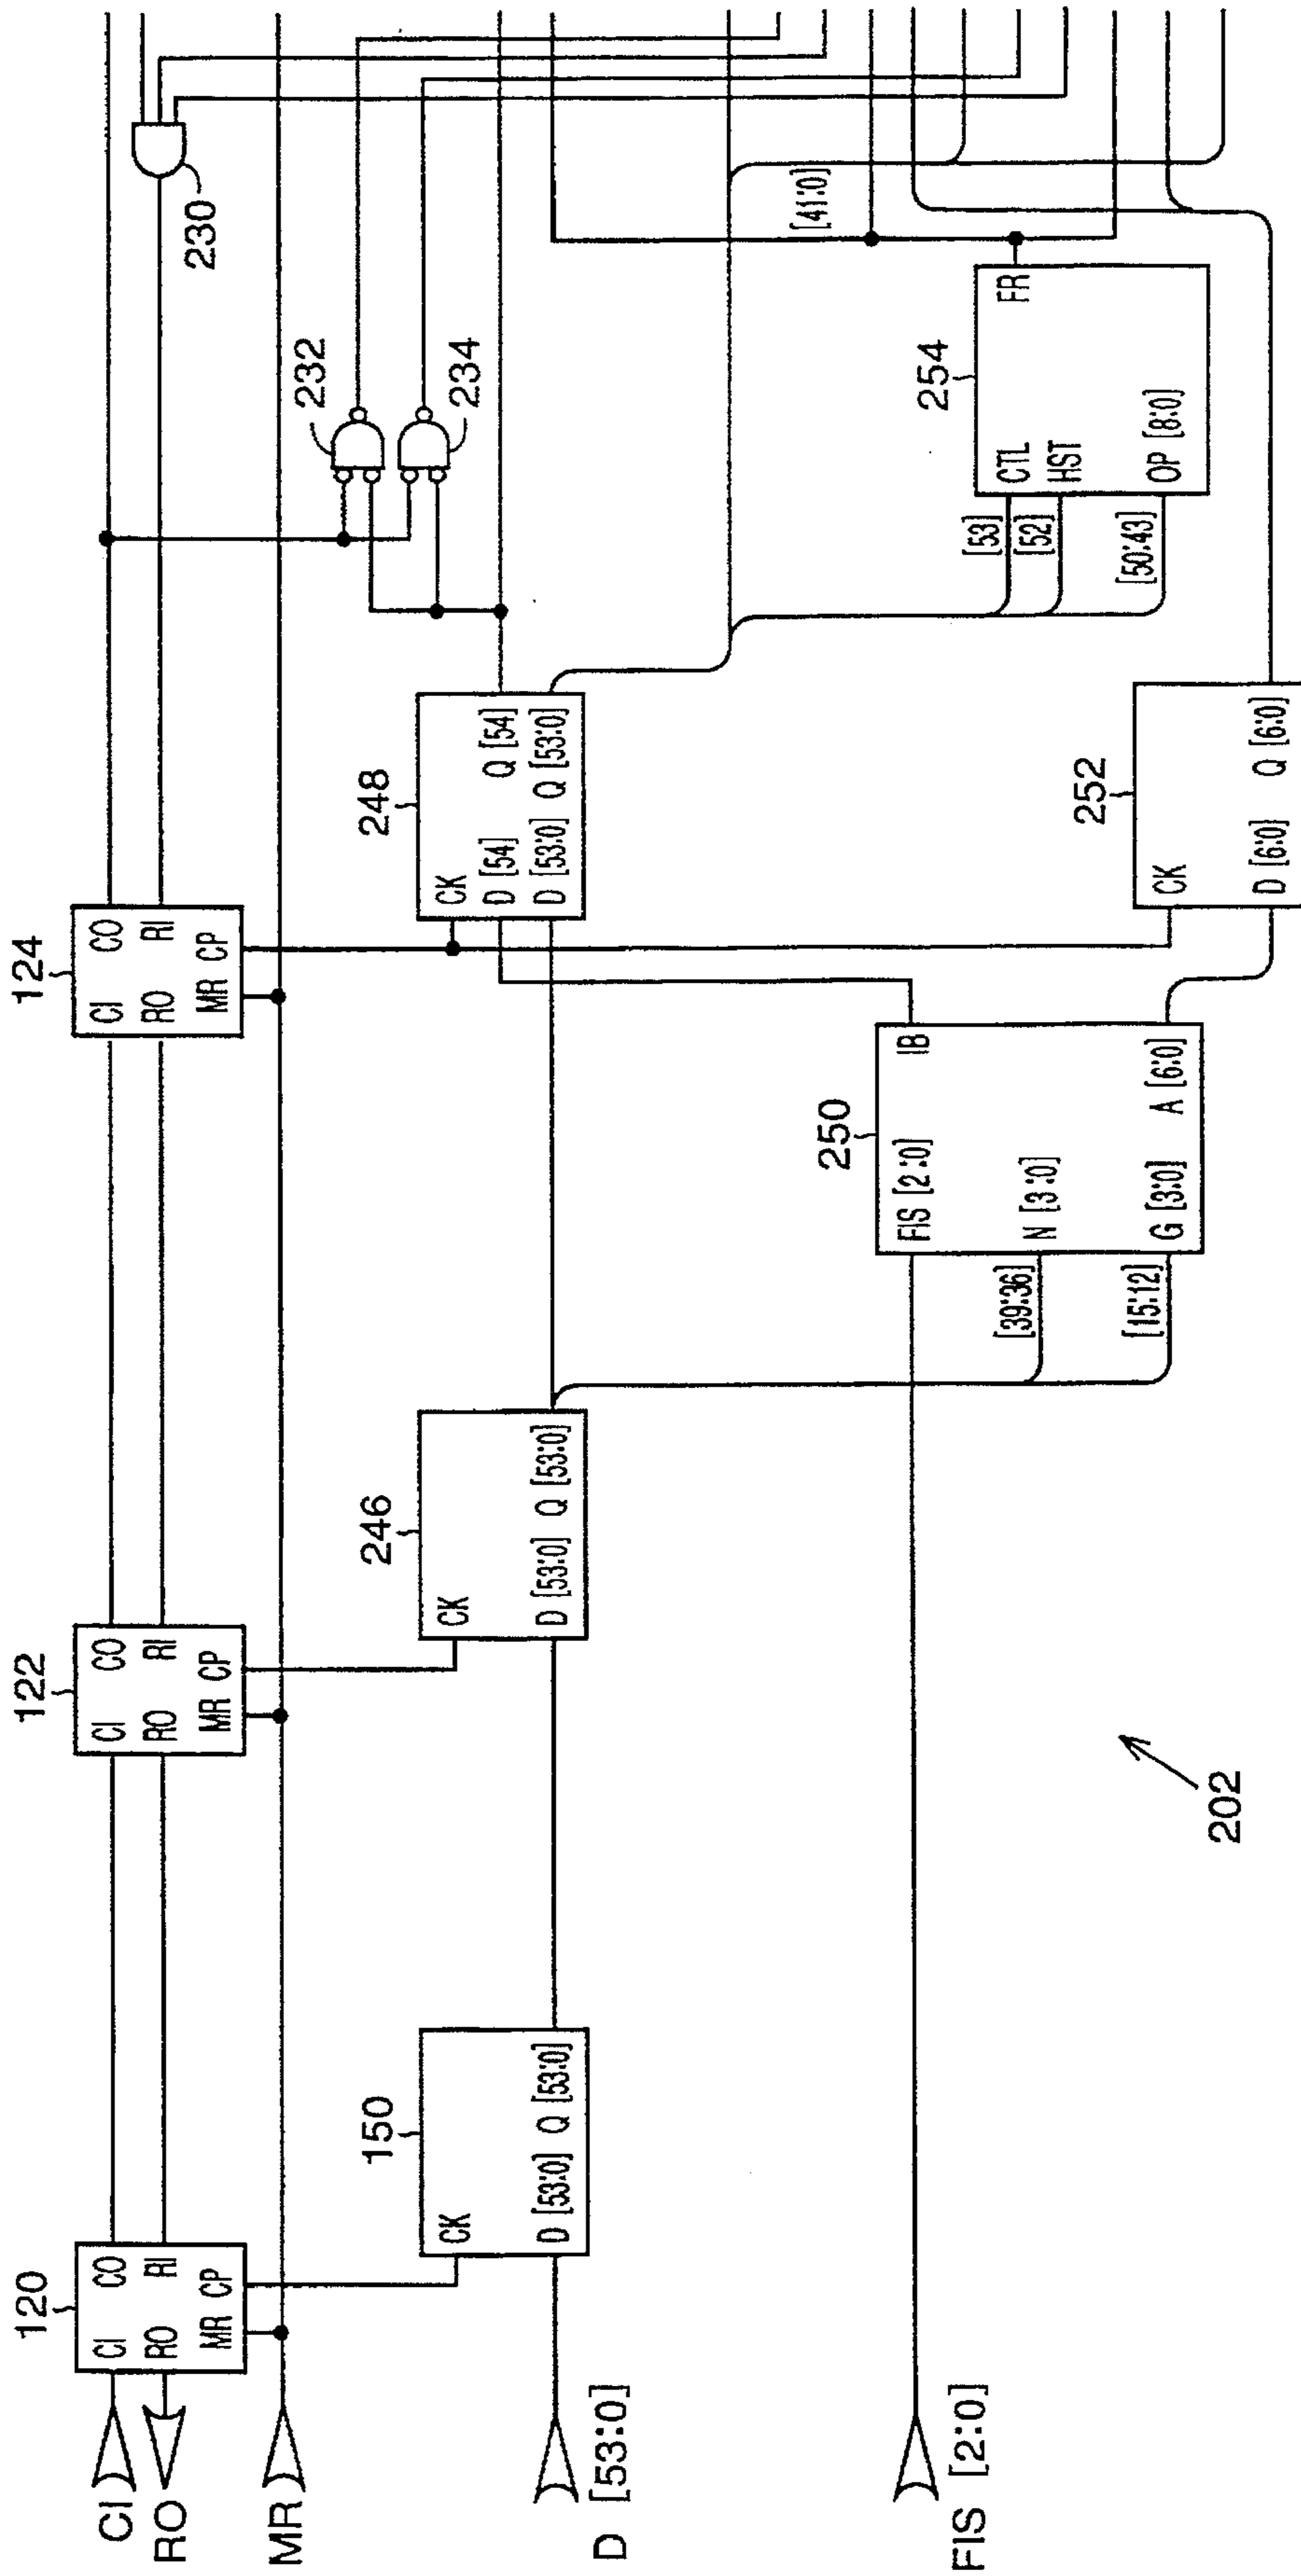 CI
RO
MR
D [53:0]
FIS [2:0]
120
CI CO
RO RI
MR CP
122
CI CO
RO RI
MR CP
124
CI CO
RO RI
MR CP
230
232
234
150
CK
D [53:0] Q [53:0]
246
CK
D [53:0] Q [53:0]
248
CK
D [54] Q [54]
D [53:0] Q [53:0]
250
FIS [2:0] IB
N [3:0]
G [3:0] A [6:0]
[39:36]
[15:12]
252
CK
D [6:0] Q [6:0]
254
CTL FR
HST
OP [8:0]
[53]
[52]
[50:43]
[41:0]
202